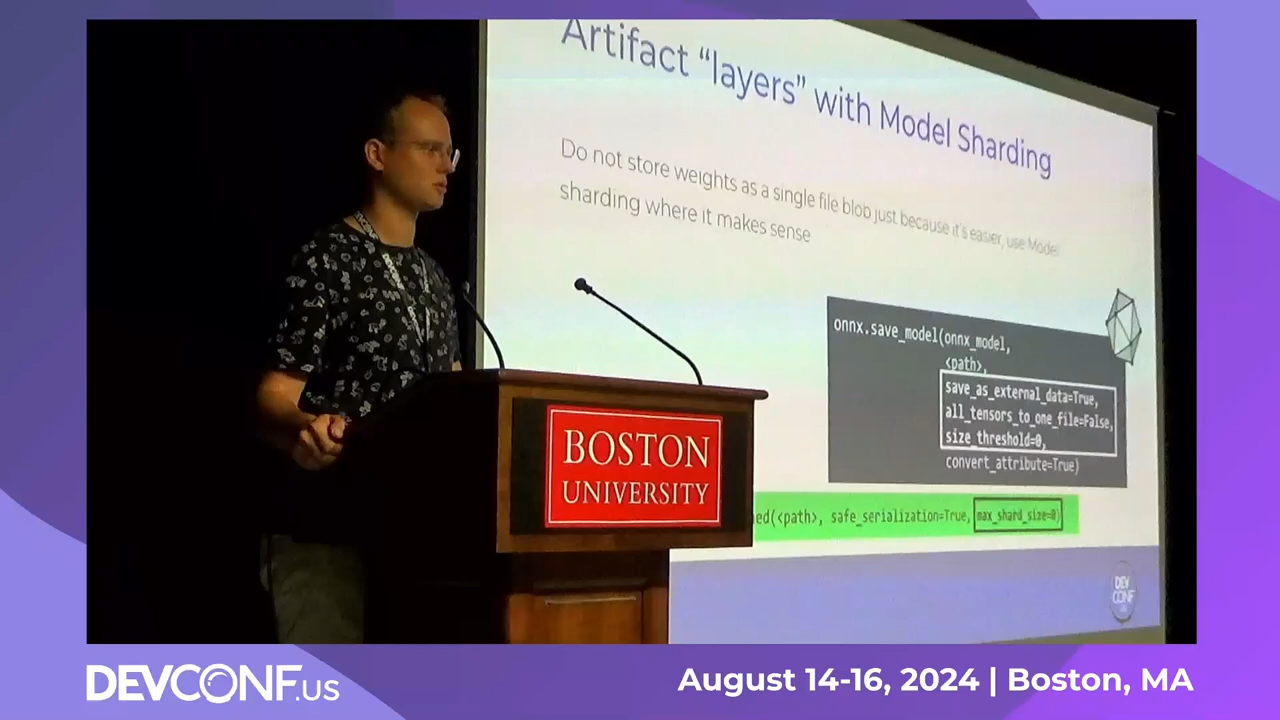 Artifact “layers” with Model Sharding
Do not store weights as a single file blob just because it's easier, use Model
sharding where it makes sense
onnx.save_model(onnx_model,
<path>,
save_as_external_data=True,
all_tensors_to_one_file=False,
size_threshold=0,
convert_attribute=True)
ed(<path>, safe_serialization=True, max_shard_size=0)
BOSTON
UNIVERSITY
DEV
CONF
DEVCONF.us
August 14-16, 2024 | Boston, MA